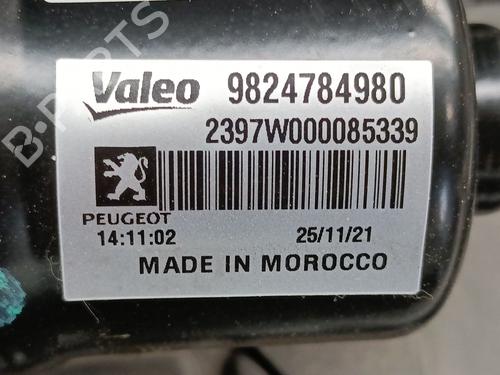 B-PARTS
Valeo 9824784980
2397W000085339
PEUGEOT
14:11:02 25/11/21
MADE IN MOROCCO